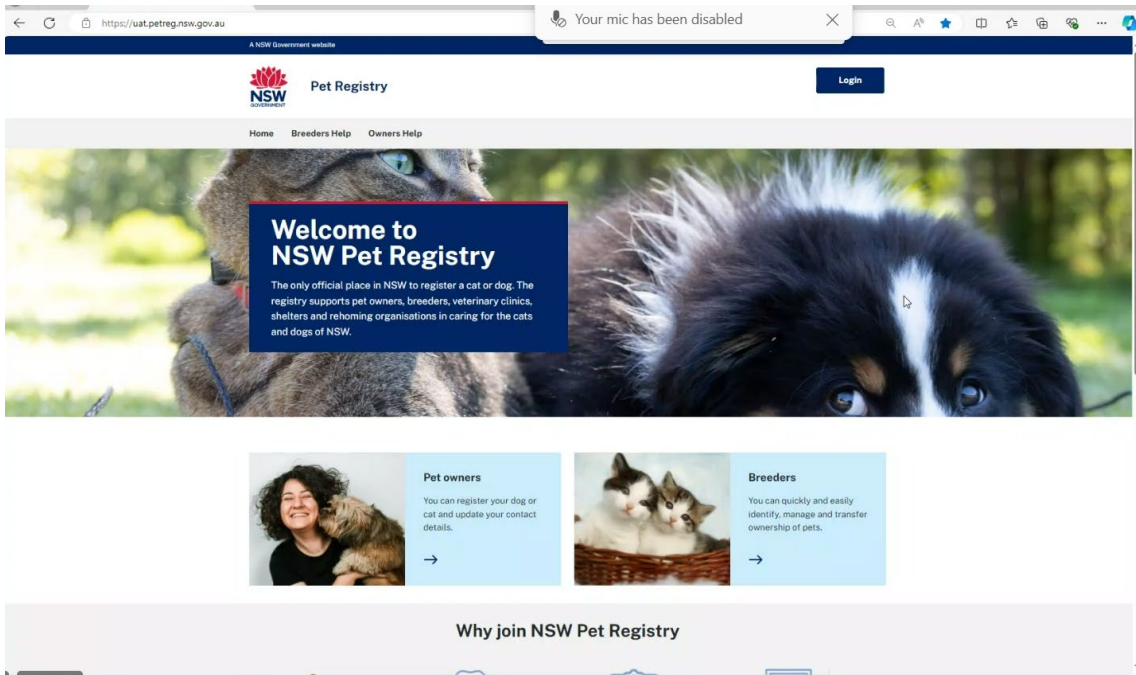 https://uat.petreg.nsw.gov.au
Your mic has been disabled
A NSW Government website
NSW
GOVERNMENT
Pet Registry
Login
Home Breeders Help Owners Help
Welcome to
NSW Pet Registry
The only official place in NSW to register a cat or dog. The
registry supports pet owners, breeders, veterinary clinics,
shelters and rehoming organisations in caring for the cats
and dogs of NSW.
Pet owners
You can register your dog or
cat and update your contact
details.
Breeders
You can quickly and easily
identify, manage and transfer
ownership of pets.
Why join NSW Pet Registry